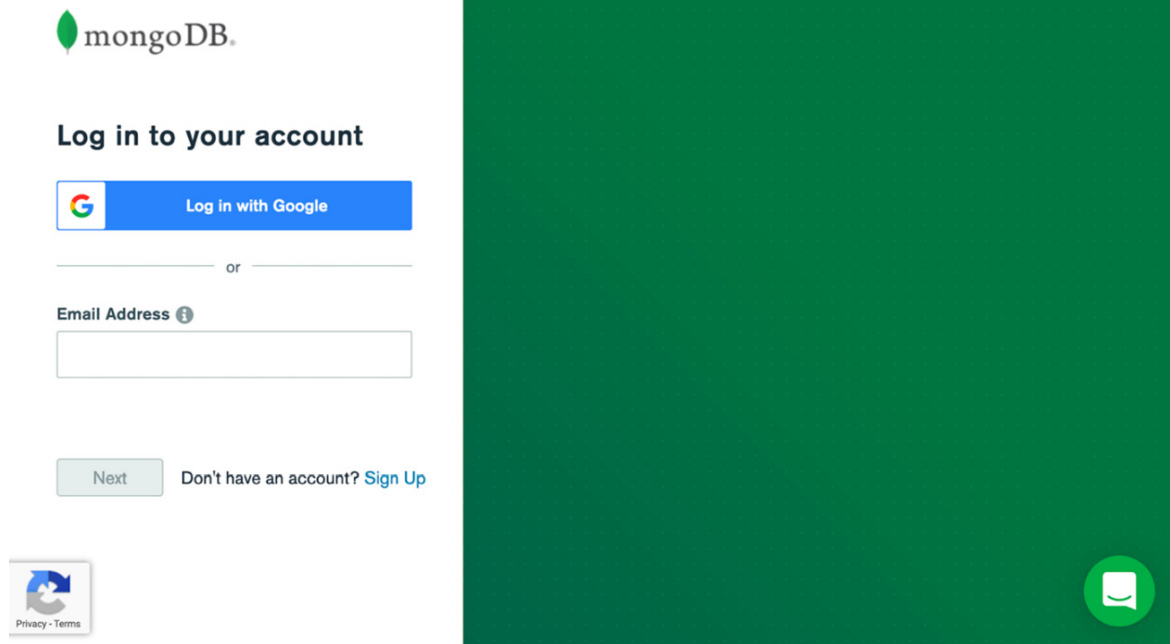 mongoDB®
Log in to your account
Log in with Google
or
Email Address
Next
Don't have an account? Sign Up
Privacy - Terms